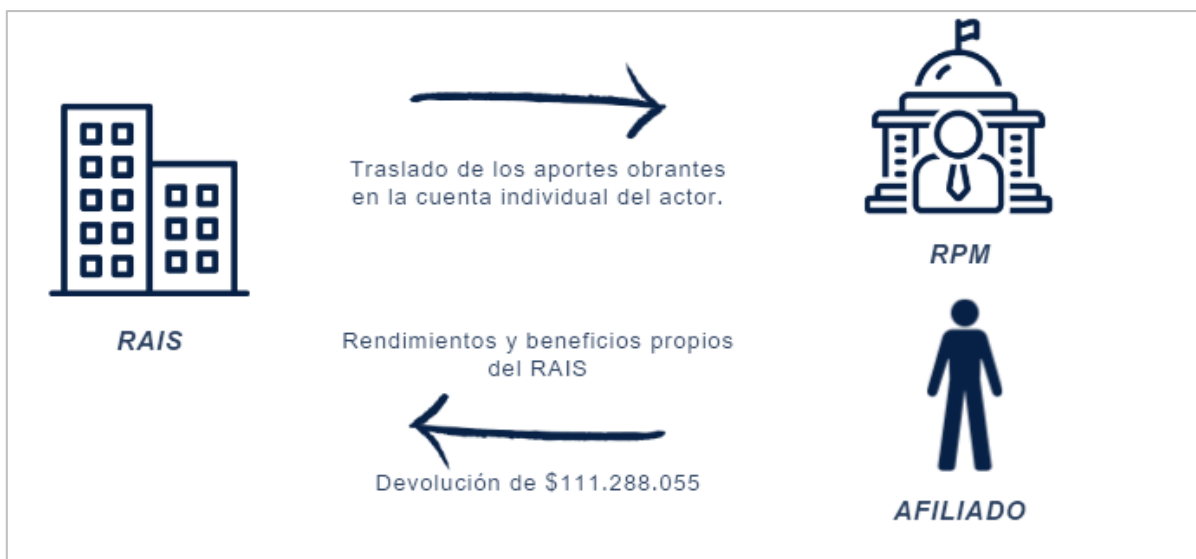 Traslado de los aportes obrantes
en la cuenta individual del actor.
RPM
RAIS
Rendimientos y beneficios propios
del RAIS
Devolución de $111.288.055
AFILIADO